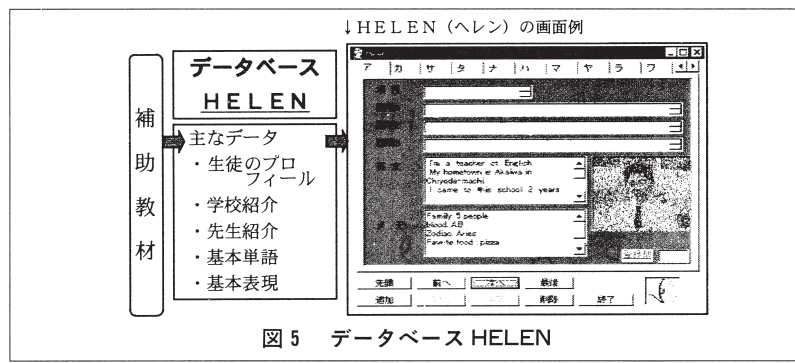 ↓HELEN(ヘレン)の画面例
補助教材
データベース
HELEN
主なデータ
・生徒のプロ
フィール
・学校紹介
・先生紹介
・基本単語
・基本表現
ア カ サ タ ナ ハ マ ヤ ラ ワ
I'm a teacher of English
My hometown is Akaiwa in
Chiyoda-machi
I came to this school 2 years
Family 5 people
blood AB
Zodiac Aries
Favrite food : pizza
先頭 前へ 次へ 最後
追加 削除 終了
図5 データベース HELEN